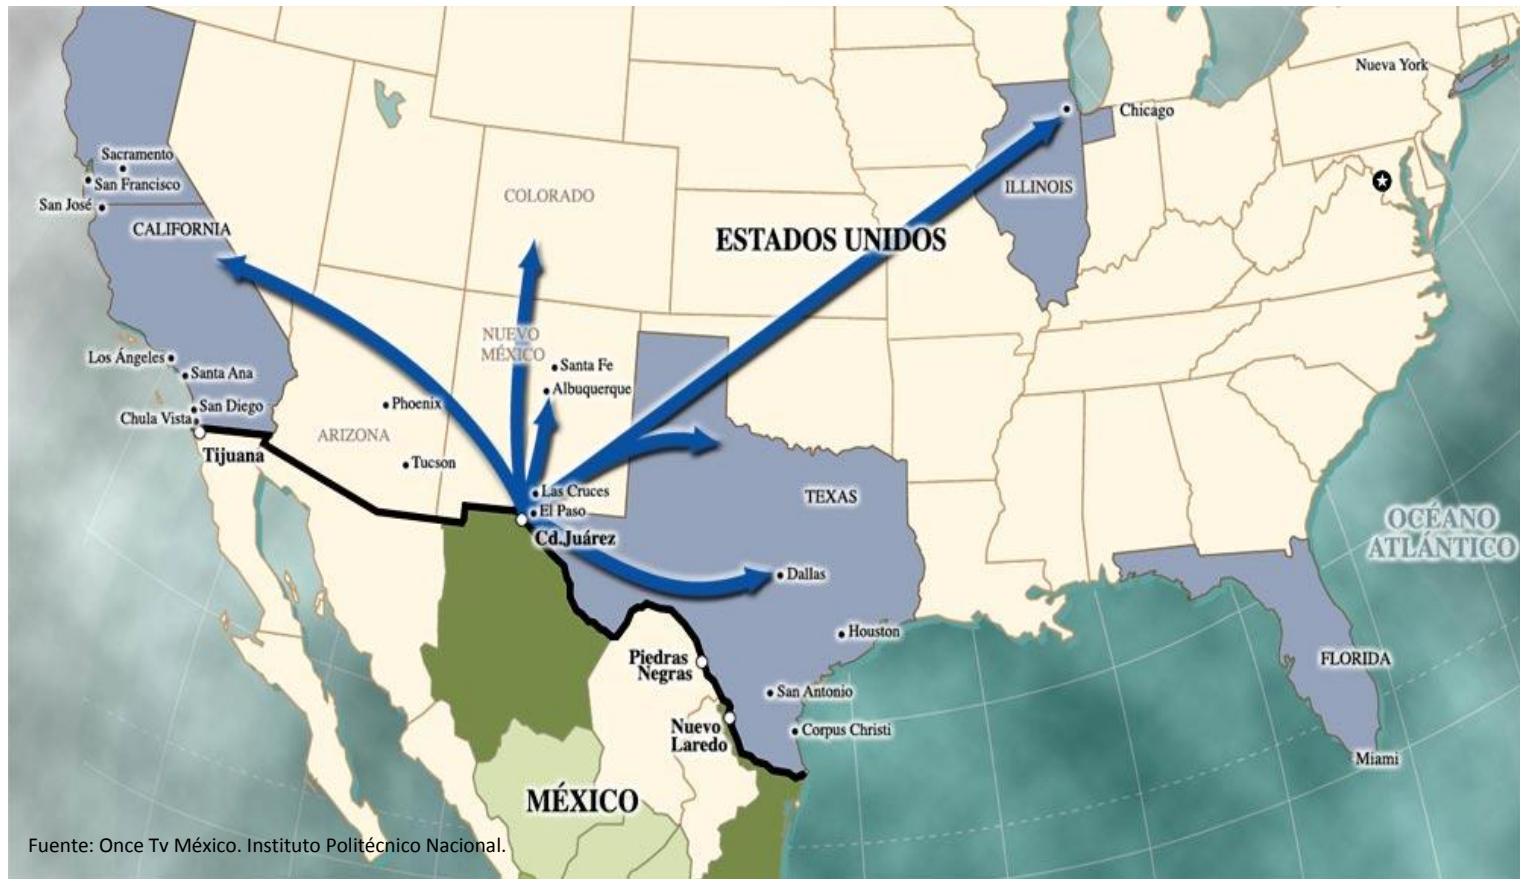 Nueva York
Chicago
Sacramento
San Francisco
ILLINOIS
COLORADO
San José
CALIFORNIA
ESTADOS UNIDOS
NUEVO
MÉXICO
Los Ángeles
Santa Fe
Santa Ana
Albuquerque
Phoenix
San Diego
Chula Vista
ARIZONA
Tijuana
Tucson
Las Cruces
TEXAS
El Paso
OCÉANO
ATLÁNTICO
Cd.Juárez
Dallas
Houston
Piedras
Negras
FLORIDA
San Antonio
Nuevo
Laredo
Corpus Christi
Miami
MÉXICO
Fuente: Once Tv México. Instituto Politécnico Nacional.